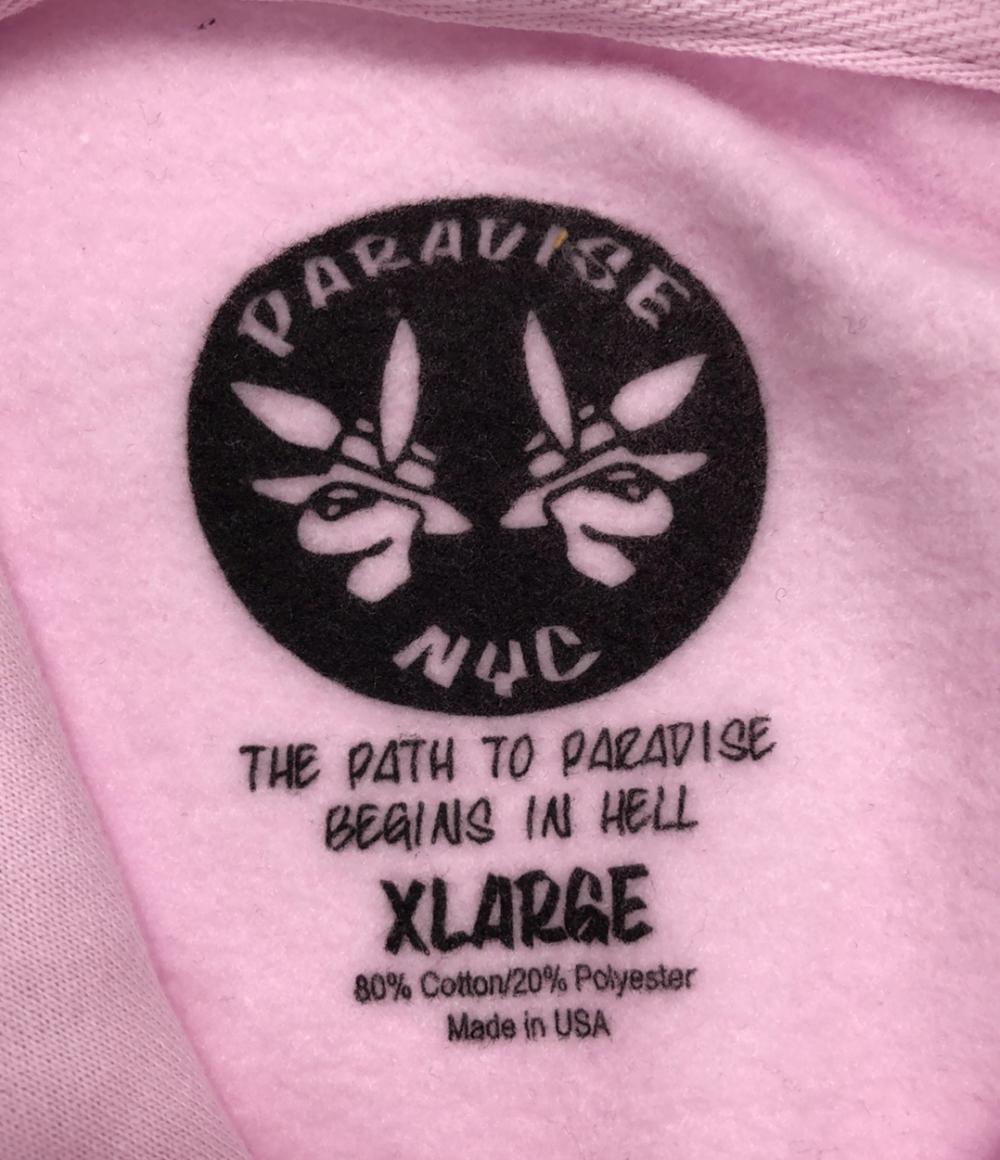 PARADISE
NYC
THE PATH TO PARADISE
BEGINS IN HELL
XLARGE
80% Cotton/20% Polyester
Made in USA